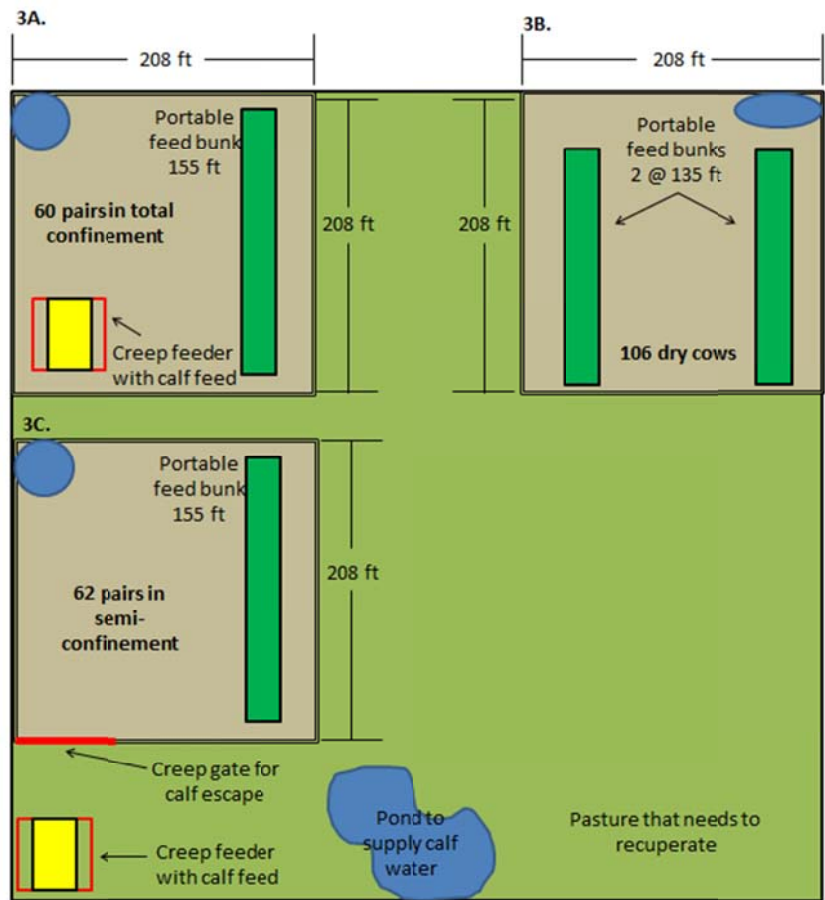 3A.
3B.
208 ft
208 ft
Portable
feed bunk
155 ft
60 pairsin total
confinement
Creep feeder
with calf feed
208 ft
208 ft
Portable
feed bunks
2 @ 135 ft
106 dry cows
3C.
Portable
feed bunk
155 ft
62 pairs in
semi-
confinement
208 ft
Creep gate for
calf escape
Creep feeder
with calf feed
Pond to
supply calf
water
Pasture that needs to
recuperate